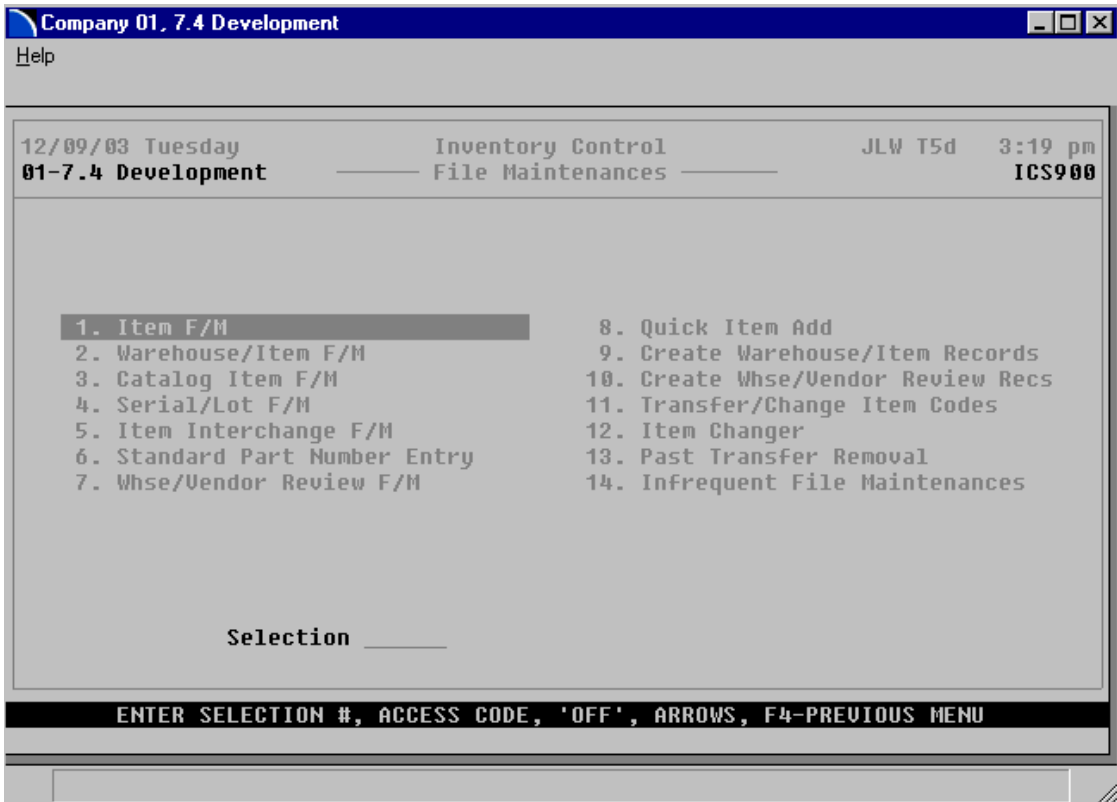 Company 01, 7.4 Development
Help
12/09/03 Tuesday Inventory Control JLW T5d 3:19 pm
01-7.4 Development File Maintenances ICS900
1. Item F/M
2. Warehouse/Item F/M
3. Catalog Item F/M
4. Serial/Lot F/M
5. Item Interchange F/M
6. Standard Part Number Entry
7. Whse/Vendor Review F/M
8. Quick Item Add
9. Create Warehouse/Item Records
10. Create Whse/Vendor Review Recs
11. Transfer/Change Item Codes
12. Item Changer
13. Past Transfer Removal
14. Infrequent File Maintenances
Selection ______
ENTER SELECTION #, ACCESS CODE, 'OFF', ARROWS, F4-PREVIOUS MENU